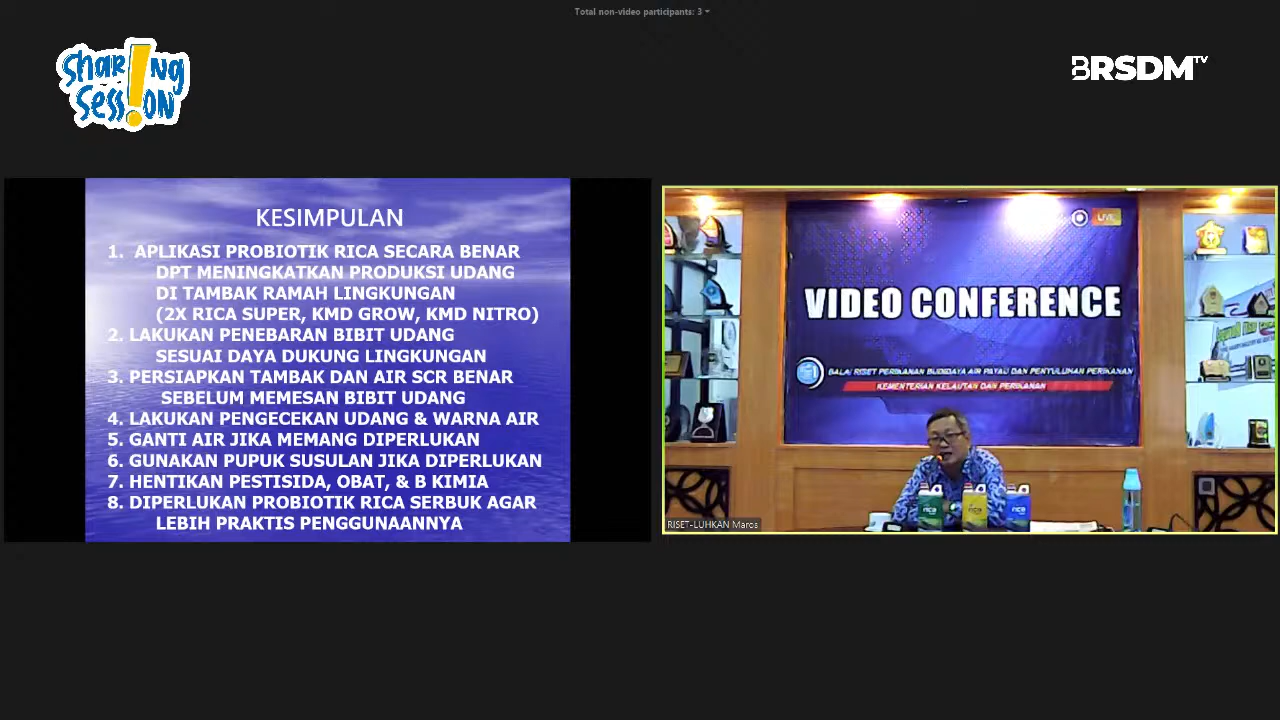 Total non-video participants: 3
Sharing
Session
BRSDM TV
KESIMPULAN
1. APLIKASI PROBIOTIK RICA SECARA BENAR
DPT MENINGKATKAN PRODUKSI UDANG
DI TAMBAK RAMAH LINGKUNGAN
(2X RICA SUPER, KMD GROW, KMD NITRO)
2. LAKUKAN PENEBARAN BIBIT UDANG
SESUAI DAYA DUKUNG LINGKUNGAN
3. PERSIAPKAN TAMBAK DAN AIR SCR BENAR
SEBELUM MEMESAN BIBIT UDANG
4. LAKUKAN PENGECEKAN UDANG & WARNA AIR
5. GANTI AIR JIKA MEMANG DIPERLUKAN
6. GUNAKAN PUPUK SUSULAN JIKA DIPERLUKAN
7. HENTIKAN PESTISIDA, OBAT, & B KIMIA
8. DIPERLUKAN PROBIOTIK RICA SERBUK AGAR
LEBIH PRAKTIS PENGGUNAANNYA
LIVE
VIDEO CONFERENCE
BALAI RISET PERIKANAN BUDIDAYA AIR PAYAU DAN PENYULUHAN PERIKANAN
KEMENTERIAN KELAUTAN DAN PERIKANAN
rica
rica
rica
RISET-LUHKAN Maros